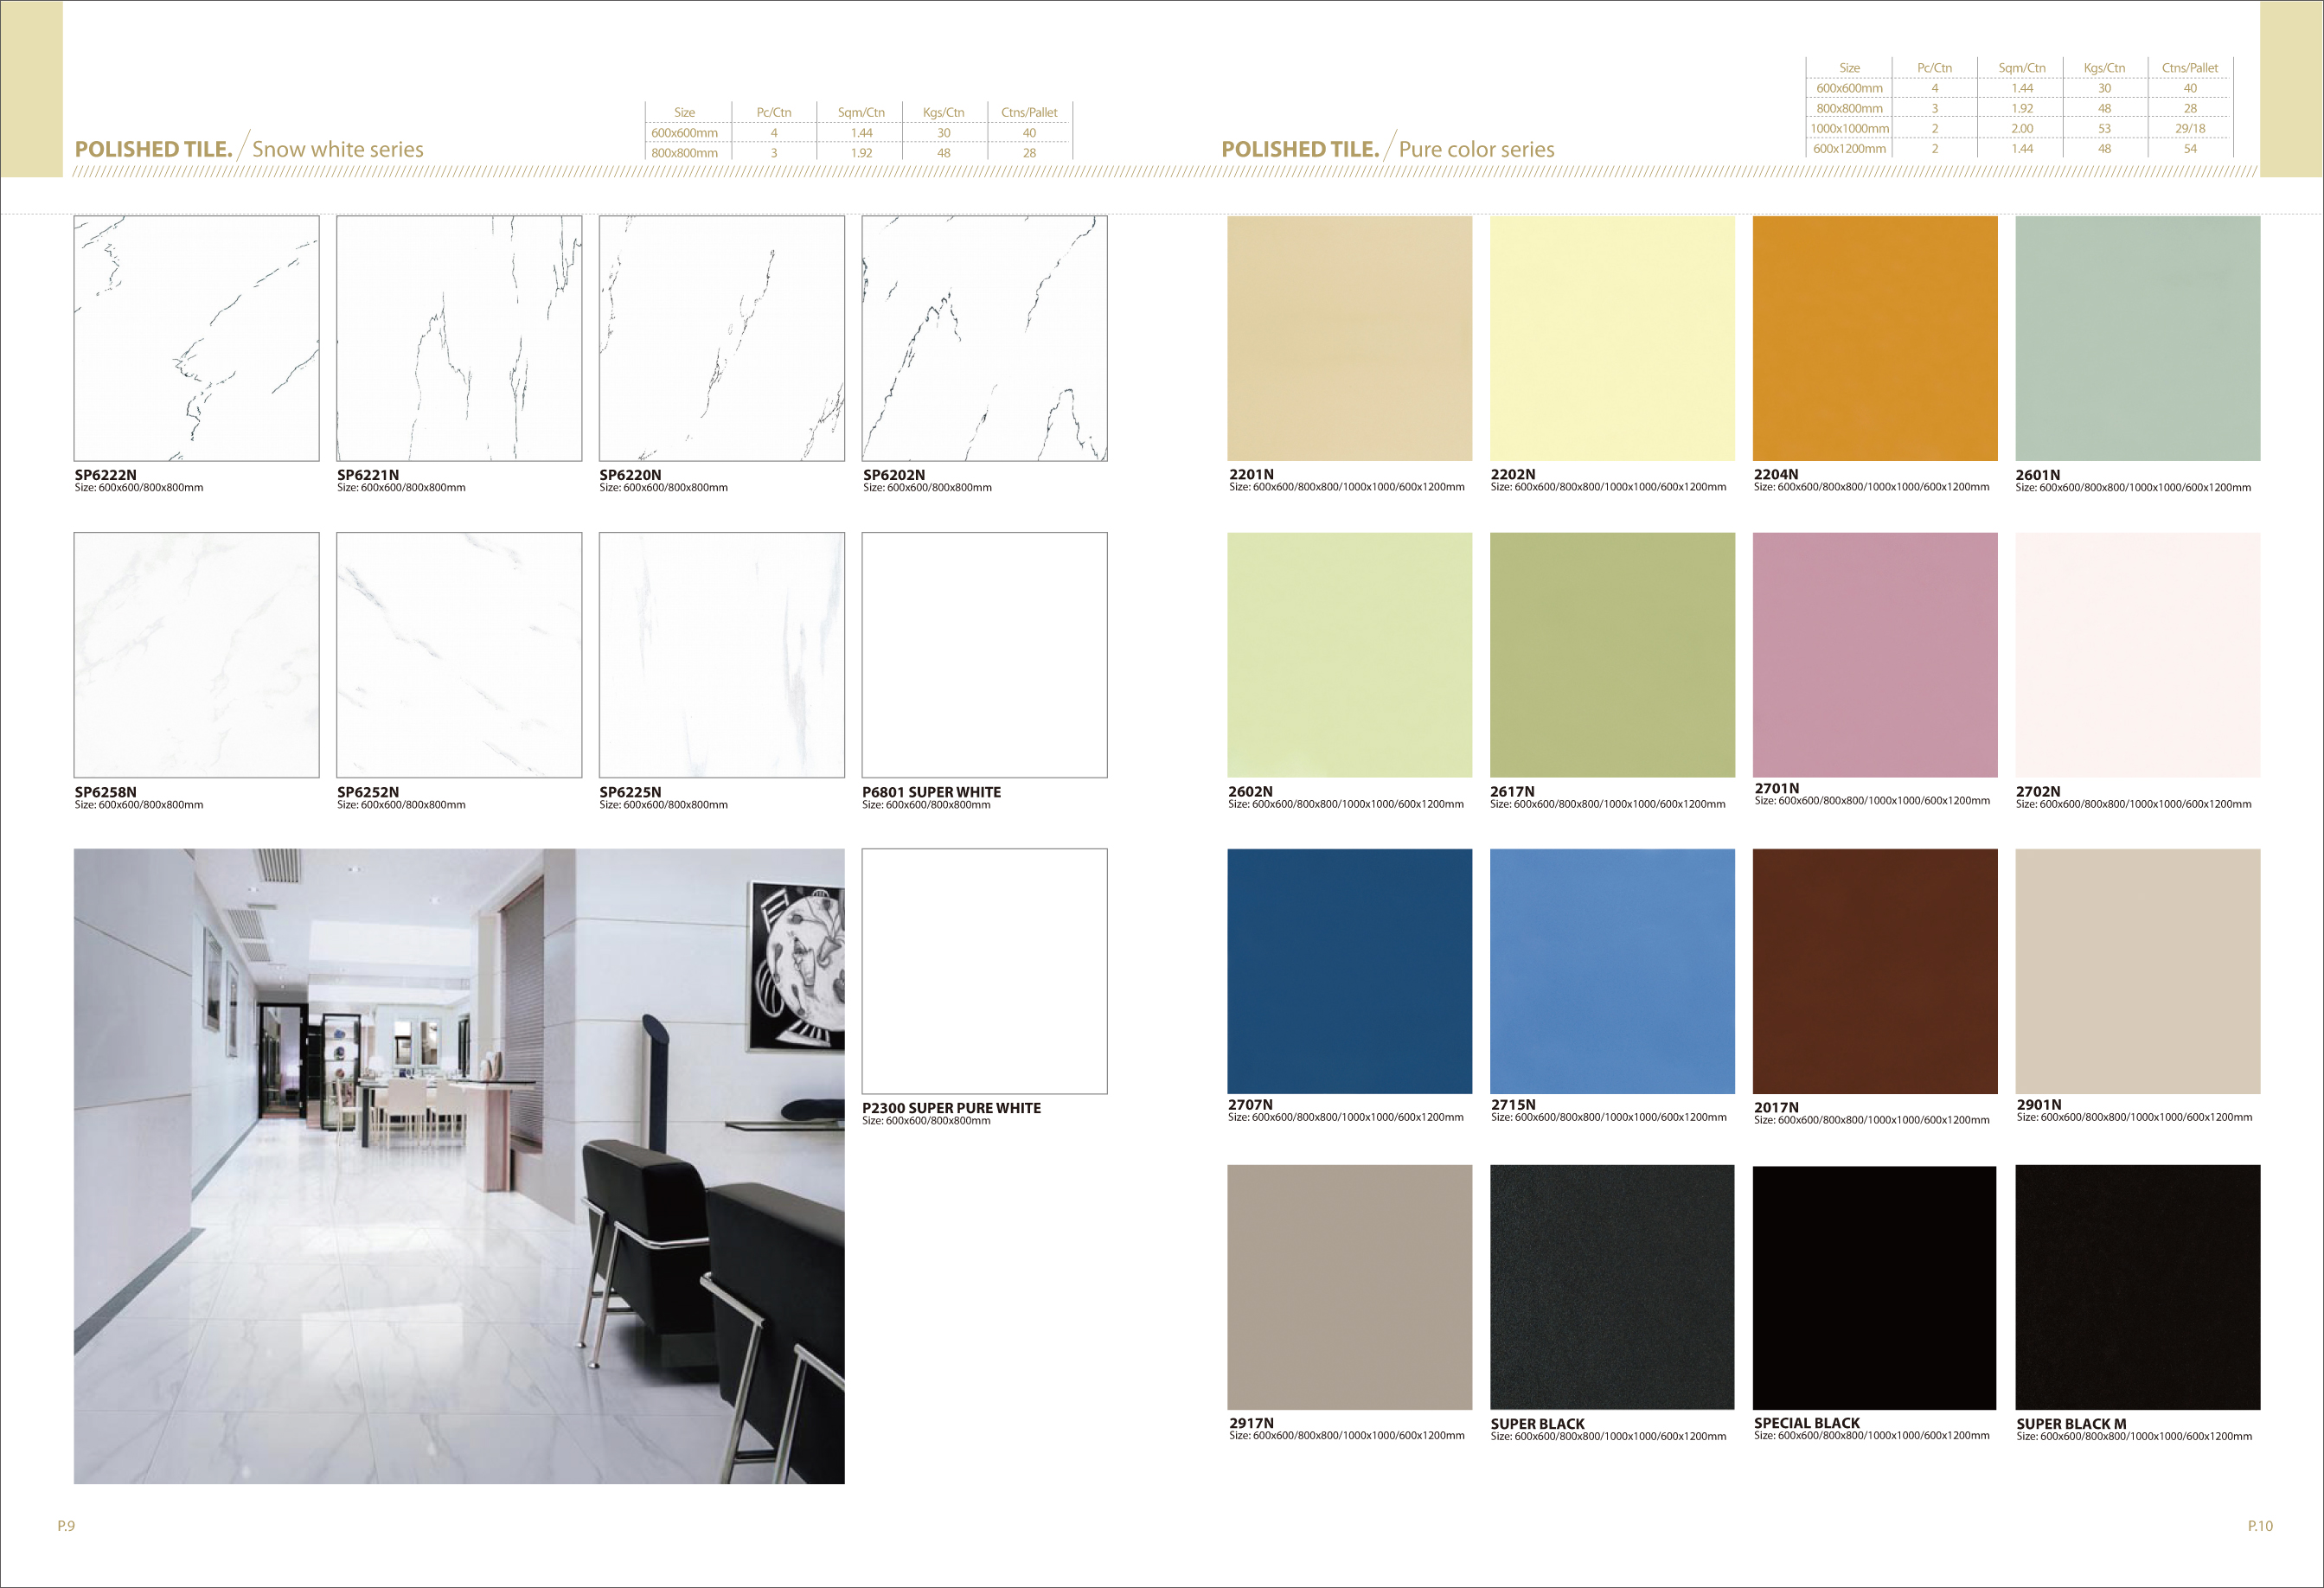 POLISHED TILE. / Snow white series
Size Pc/Ctn Sqm/Ctn Kgs/Ctn Ctns/Pallet
600x600mm 4 1.44 30 40
800x800mm 3 1.92 48 28
SP6222N
Size: 600x600/800x800mm
SP6221N
Size: 600x600/800x800mm
SP6220N
Size: 600x600/800x800mm
SP6202N
Size: 600x600/800x800mm
SP6258N
Size: 600x600/800x800mm
SP6252N
Size: 600x600/800x800mm
SP6225N
Size: 600x600/800x800mm
P6801 SUPER WHITE
Size: 600x600/800x800mm
P2300 SUPER PURE WHITE
Size: 600x600/800x800mm
P.9
POLISHED TILE. / Pure color series
Size Pc/Ctn Sqm/Ctn Kgs/Ctn Ctns/Pallet
600x600mm 4 1.44 30 40
800x800mm 3 1.92 48 28
1000x1000mm 2 2.00 53 29/18
600x1200mm 2 1.44 48 54
2201N
Size: 600x600/800x800/1000x1000/600x1200mm
2202N
Size: 600x600/800x800/1000x1000/600x1200mm
2204N
Size: 600x600/800x800/1000x1000/600x1200mm
2601N
Size: 600x600/800x800/1000x1000/600x1200mm
2602N
Size: 600x600/800x800/1000x1000/600x1200mm
2617N
Size: 600x600/800x800/1000x1000/600x1200mm
2701N
Size: 600x600/800x800/1000x1000/600x1200mm
2702N
Size: 600x600/800x800/1000x1000/600x1200mm
2707N
Size: 600x600/800x800/1000x1000/600x1200mm
2715N
Size: 600x600/800x800/1000x1000/600x1200mm
2017N
Size: 600x600/800x800/1000x1000/600x1200mm
2901N
Size: 600x600/800x800/1000x1000/600x1200mm
2917N
Size: 600x600/800x800/1000x1000/600x1200mm
SUPER BLACK
Size: 600x600/800x800/1000x1000/600x1200mm
SPECIAL BLACK
Size: 600x600/800x800/1000x1000/600x1200mm
SUPER BLACK M
Size: 600x600/800x800/1000x1000/600x1200mm
P.10